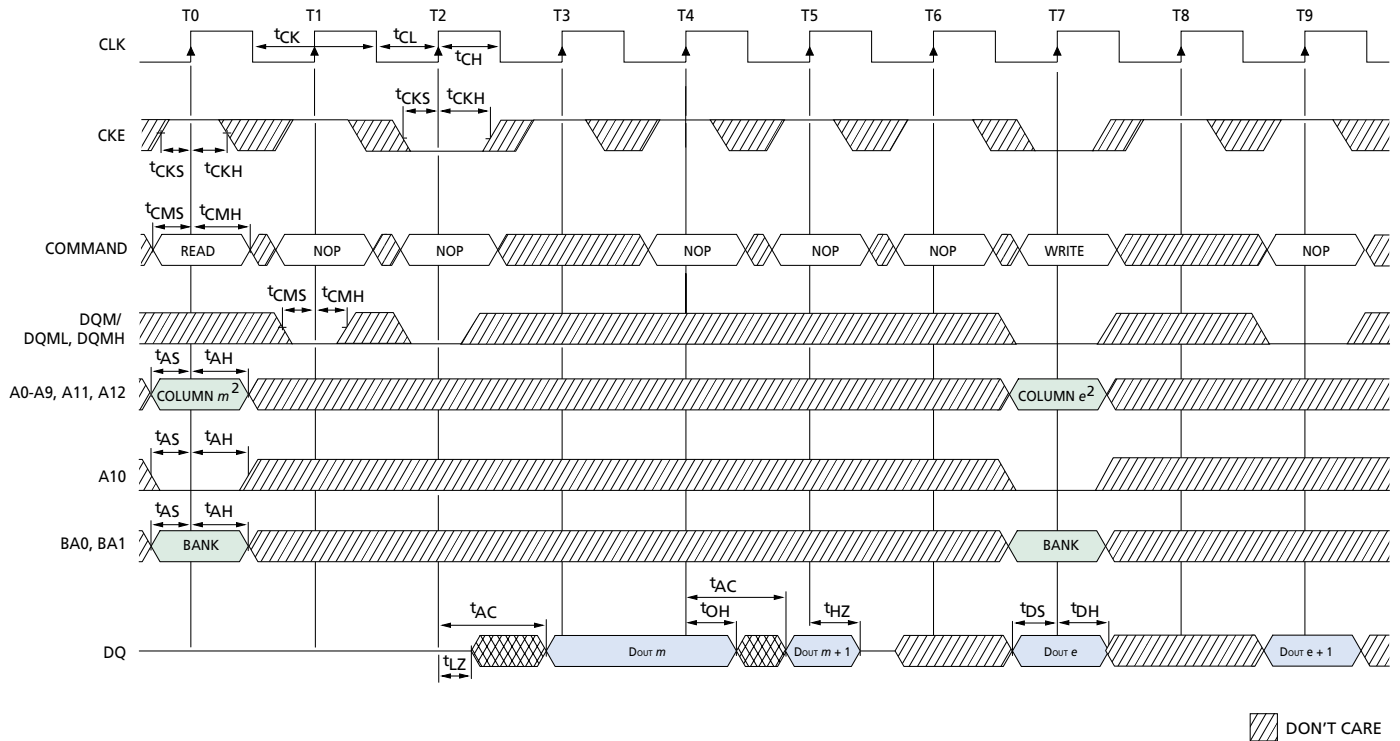 T0 T1 T2 T3 T4 T5 T6 T7 T8 T9
CLK
tCK tCL
tCH
tCKS tCKH
CKE
tCKS tCKH
tCMS tCMH
COMMAND READ NOP NOP NOP NOP NOP WRITE NOP
tCMS tCMH
DQM/
DQML, DQMH
tAS tAH
A0-A9, A11, A12 COLUMN m 2 COLUMN e2
tAS tAH
A10
tAS tAH
BA0, BA1 BANK BANK
tAC
tAC tOH tHZ tDS tDH
DQ DOUT m DOUT m + 1 DOUT e DOUT e + 1
tLZ
DON'T CARE